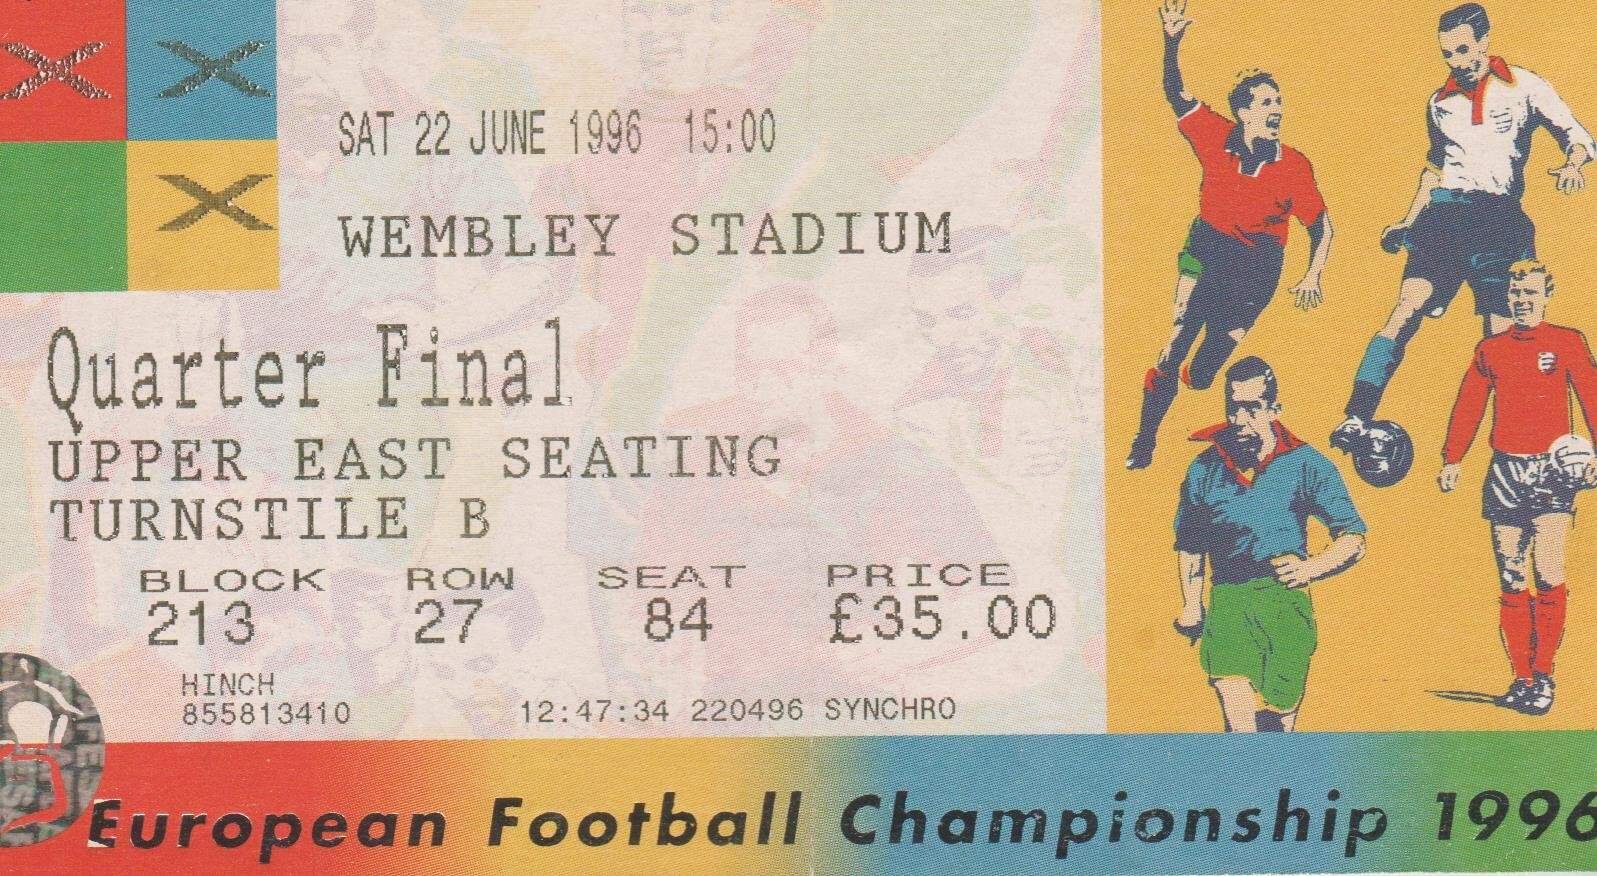 SAT 22 JUNE 1996 15:00
WEMBLEY STADIUM
Quarter Final
UPPER EAST SEATING
TURNSTILE B
BLOCK ROW SEAT PRICE
213 27 84 £35.00
HINCH
855813410 12:47:34 220496 SYNCHRO
European Football Championship 1996